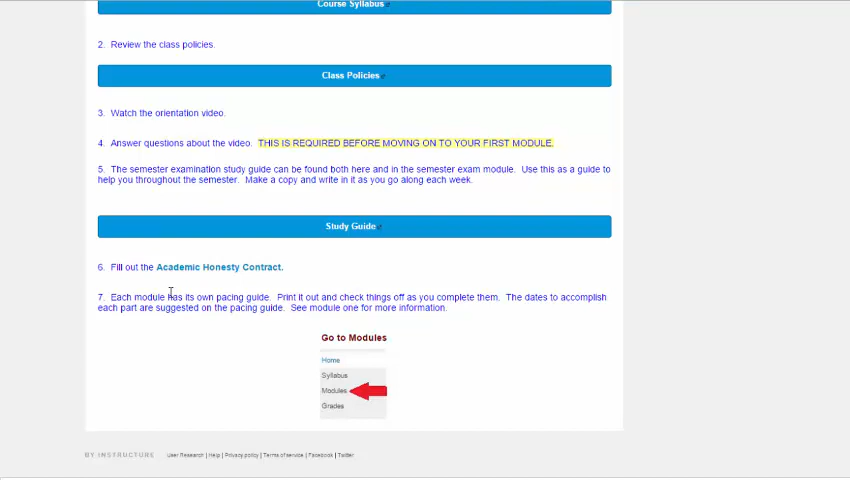 Course Syllabus
2. Review the class policies.
Class Policies
3. Watch the orientation video.
4. Answer questions about the video. THIS IS REQUIRED BEFORE MOVING ON TO YOUR FIRST MODULE.
5. The semester examination study guide can be found both here and in the semester exam module. Use this as a guide to
help you throughout the semester. Make a copy and write in it as you go along each week.
Study Guide
6. Fill out the Academic Honesty Contract.
7. Each module has its own pacing guide. Print it out and check things off as you complete them. The dates to accomplish
each part are suggested on the pacing guide. See module one for more information.
Go to Modules
Home
Syllabus
Modules
Grades
BY INSTRUCTURE User Research | Help | Privacy policy | Terms of service | Facebook | Twitter